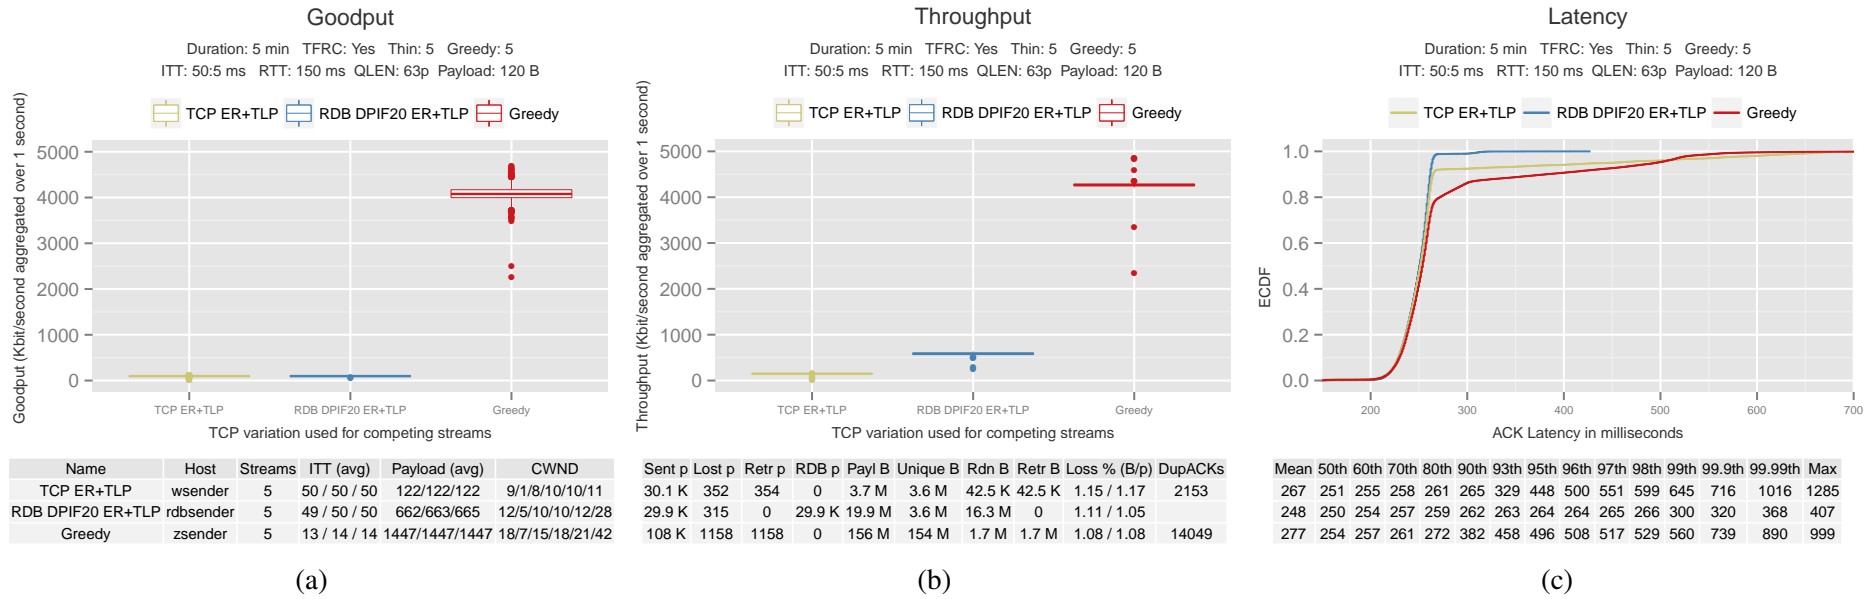 Goodput
Duration: 5 min TFRC: Yes Thin: 5 Greedy: 5
ITT: 50:5 ms RTT: 150 ms QLEN: 63p Payload: 120 B
TCP ER+TLP RDB DPIF20 ER+TLP Greedy
Goodput (Kbit/second aggregated over 1 second)
5000
4000
3000
2000
1000
0
TCP ER+TLP RDB DPIF20 ER+TLP Greedy
TCP variation used for competing streams
Name Host Streams ITT (avg) Payload (avg) CWND
TCP ER+TLP wsender 5 50 / 50 / 50 122/122/122 9/1/8/10/10/11
RDB DPIF20 ER+TLP rdbsender 5 49 / 50 / 50 662/663/665 12/5/10/10/12/28
Greedy zsender 5 13 / 14 / 14 1447/1447/1447 18/7/15/18/21/42
(a)
Throughput
Duration: 5 min TFRC: Yes Thin: 5 Greedy: 5
ITT: 50:5 ms RTT: 150 ms QLEN: 63p Payload: 120 B
TCP ER+TLP RDB DPIF20 ER+TLP Greedy
Throughput (Kbit/second aggregated over 1 second)
5000
4000
3000
2000
1000
0
TCP ER+TLP RDB DPIF20 ER+TLP Greedy
TCP variation used for competing streams
Sent p Lost p Retr p RDB p Payl B Unique B Rdn B Retr B Loss % (B/p) DupACKs
30.1 K 352 354 0 3.7 M 3.6 M 42.5 K 42.5 K 1.15 / 1.17 2153
29.9 K 315 0 29.9 K 19.9 M 3.6 M 16.3 M 0 1.11 / 1.05
108 K 1158 1158 0 156 M 154 M 1.7 M 1.7 M 1.08 / 1.08 14049
(b)
Latency
Duration: 5 min TFRC: Yes Thin: 5 Greedy: 5
ITT: 50:5 ms RTT: 150 ms QLEN: 63p Payload: 120 B
TCP ER+TLP RDB DPIF20 ER+TLP Greedy
ECDF
1.0
0.8
0.6
0.4
0.2
0.0
200 300 400 500 600 700
ACK Latency in milliseconds
Mean 50th 60th 70th 80th 90th 93th 95th 96th 97th 98th 99th 99.9th 99.99th Max
267 251 255 258 261 265 329 448 500 551 599 645 716 1016 1285
248 250 254 257 259 262 263 264 264 265 266 300 320 368 407
277 254 257 261 272 382 458 496 508 517 529 560 739 890 999
(c)